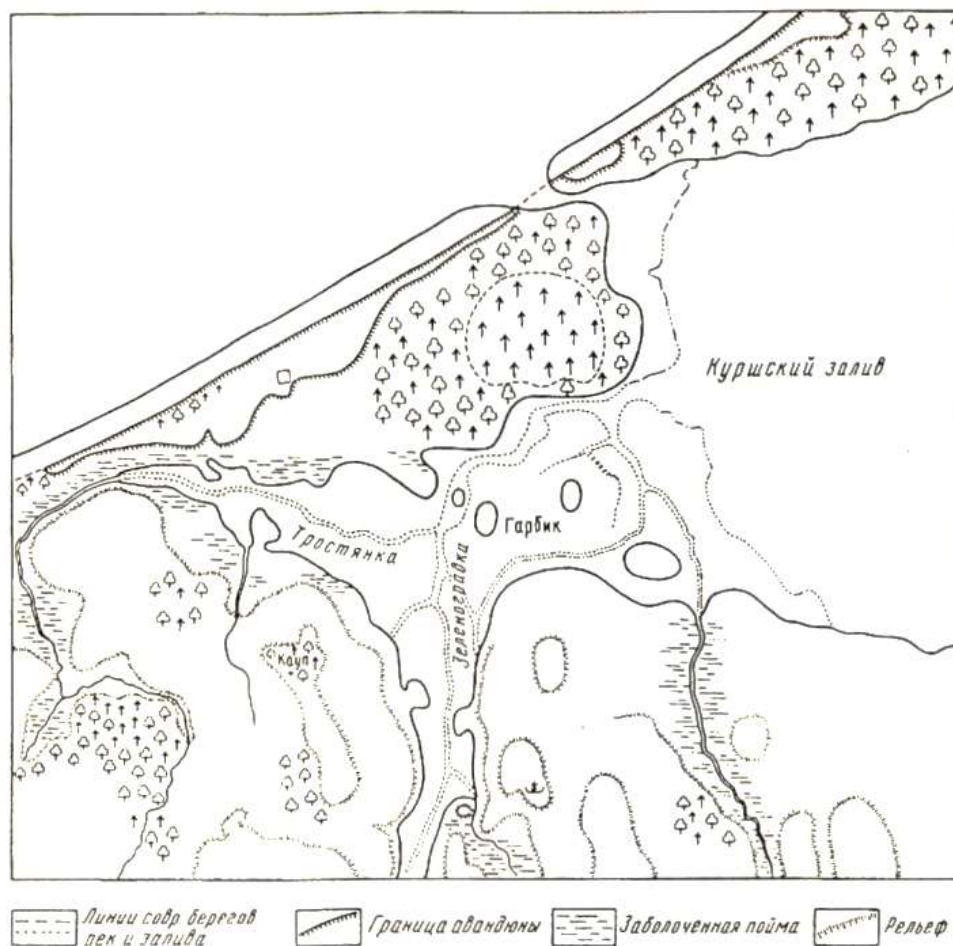 Куршский залив
Гарбик
Тростянка
Зеленоградка
Кауп
Линии совр берегов
рек и залива
Граница авандюны
Заболоченная пойма
Рельеф